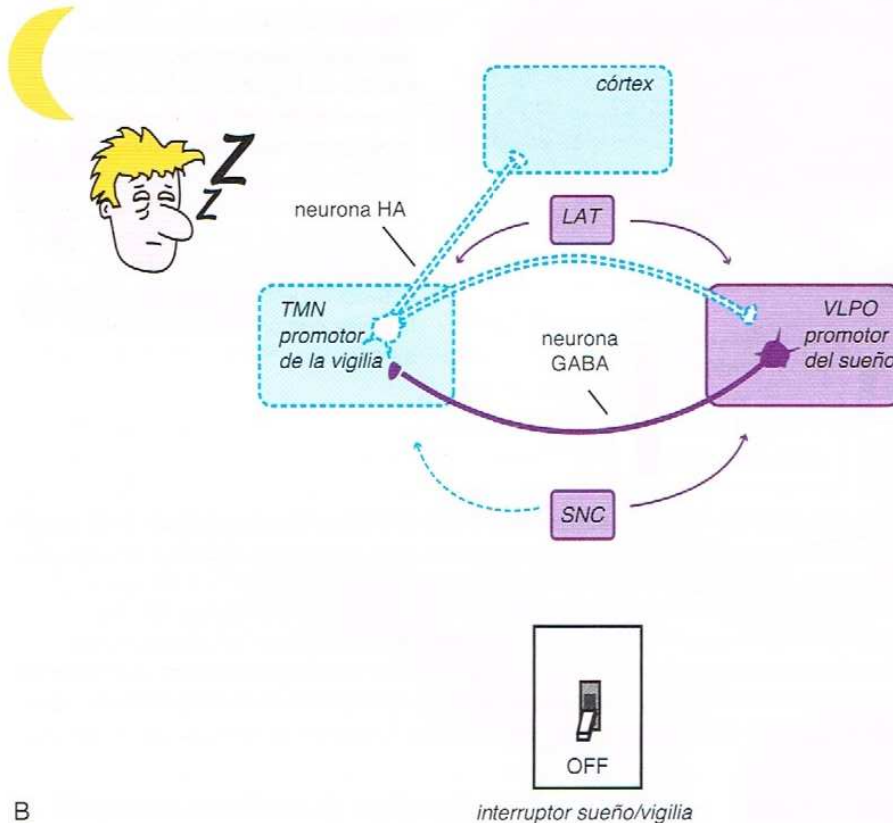 Z
Z
córtex
neurona HA
LAT
TMN
promotor
de la vigilia
VLPO
promotor
del sueño
neurona
GABA
SNC
OFF
B
interruptor sueño/vigilia